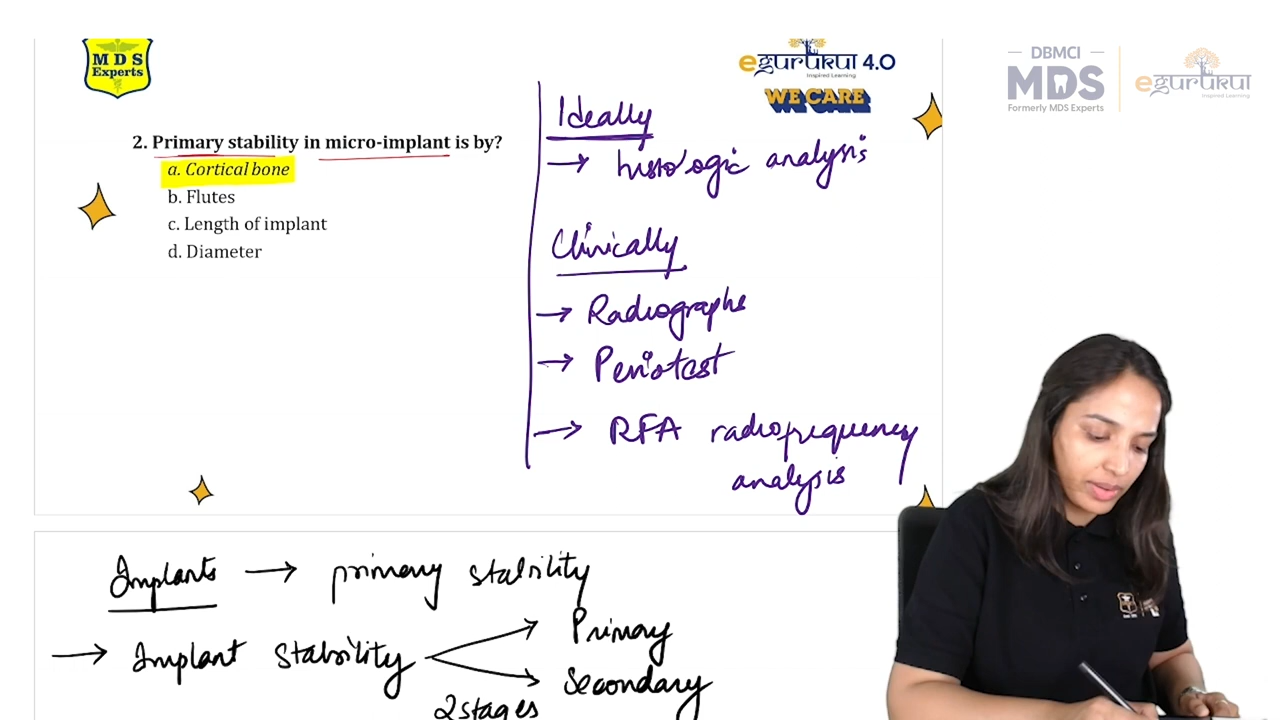 MDS
Experts
egurukul 4.0
Inspired Learning
WE CARE
DBMCI
MDS
Formerly MDS Experts
egurukul
Inspired Learning
2. Primary stability in micro-implant is by?
a. Cortical bone
b. Flutes
c. Length of implant
d. Diameter
Ideally
→ histologic analysis
Clinically
→ Radiographs
→ Periotest
→ RFA radiofrequency
analysis
Implants → primary stability
→ Implant stability
Primary
Secondary
2 stages